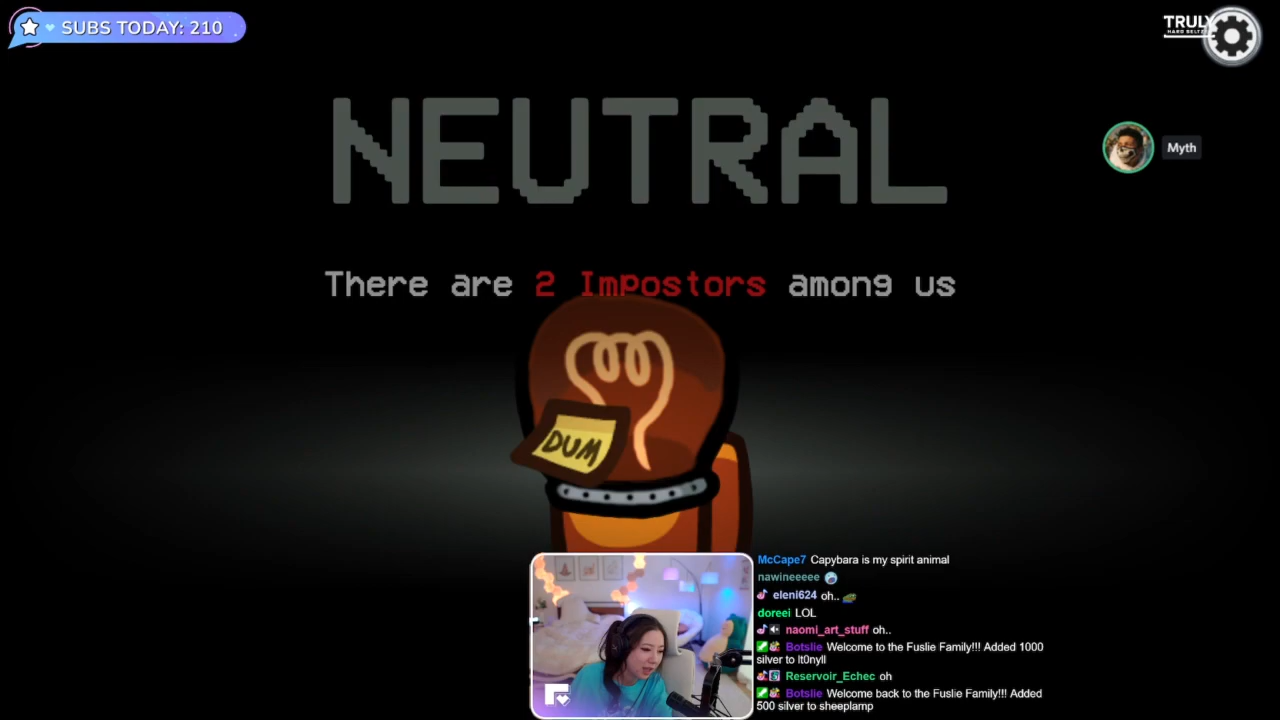 SUBS TODAY: 210
TRULY
HARD SELTZ
NEUTRAL
Myth
There are 2 Impostors among us
DUM
McCape7 Capybara is my spirit animal
nawineeeee
eleni624 oh..
doreei LOL
naomi_art_stuff oh..
Botslie Welcome to the Fuslie Family!!! Added 1000
silver to lt0nyll
Reservoir_Echec oh
Botslie Welcome back to the Fuslie Family!!! Added
500 silver to sheeplamp